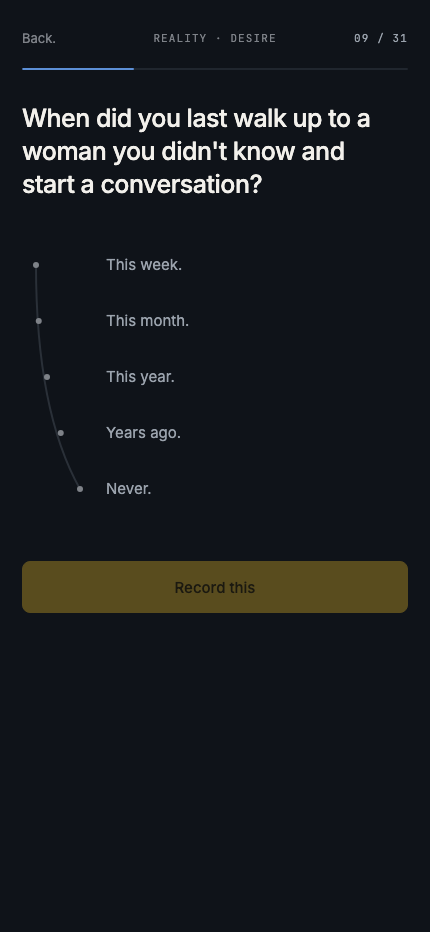 Back.
REALITY · DESIRE
09 / 31
When did you last walk up to a
woman you didn't know and
start a conversation?
This week.
This month.
This year.
Years ago.
Never.
Record this